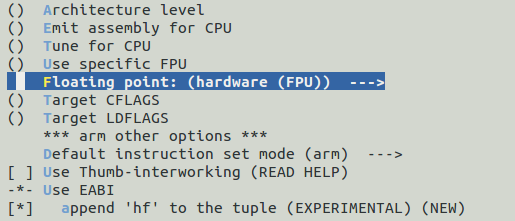 () Architecture level
() Emit assembly for CPU
() Tune for CPU
() Use specific FPU
Floating point: (hardware (FPU)) --->
() Target CFLAGS
() Target LDFLAGS
*** arm other options ***
Default instruction set mode (arm) --->
[ ] Use Thumb-interworking (READ HELP)
-*- Use EABI
[*] append 'hf' to the tuple (EXPERIMENTAL) (NEW)